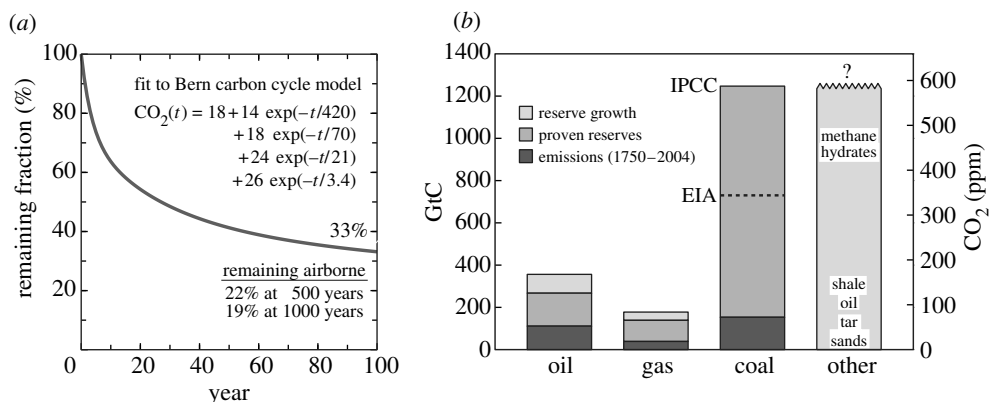 (a)
100
80
60
40
20
0
20
40
60
80
100
remaining fraction (%)
year
fit to Bern carbon cycle model
CO2(t) = 18+14 exp(−t/420)
+18 exp(−t/70)
+24 exp(−t/21)
+26 exp(−t/3.4)
33%
remaining airborne
22% at 500 years
19% at 1000 years
(b)
1400
1200
1000
800
600
400
200
0
GtC
reserve growth
proven reserves
emissions (1750−2004)
IPCC
EIA
?
methane
hydrates
shale
oil
tar
sands
oil
gas
coal
other
600
500
400
300
200
100
0
CO2 (ppm)